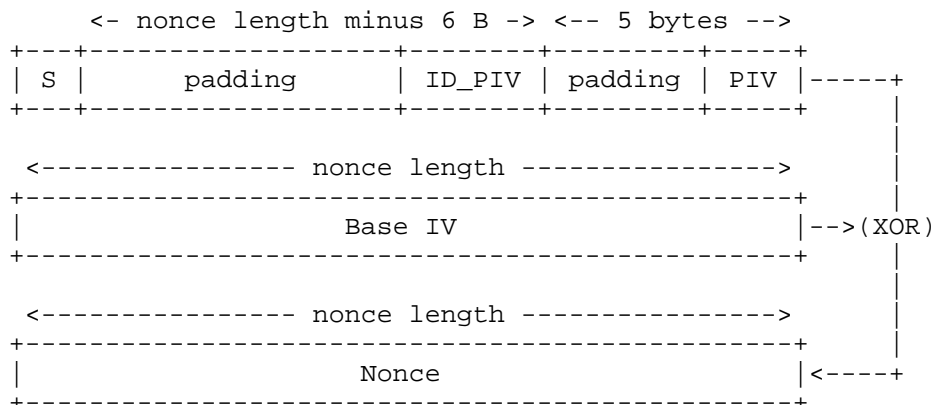 <- nonce length minus 6 B -> <-- 5 bytes -->
+---+-------------------+--------+---------+-----+
| S |      padding      | ID_PIV | padding | PIV |-----+
+---+-------------------+--------+---------+-----+     |
                                                       |
 <---------------- nonce length ---------------->      |
+------------------------------------------------+     |
|                    Base IV                     |-->(XOR)
+------------------------------------------------+     |
                                                       |
 <---------------- nonce length ---------------->      |
+------------------------------------------------+     |
|                     Nonce                      |<----+
+------------------------------------------------+